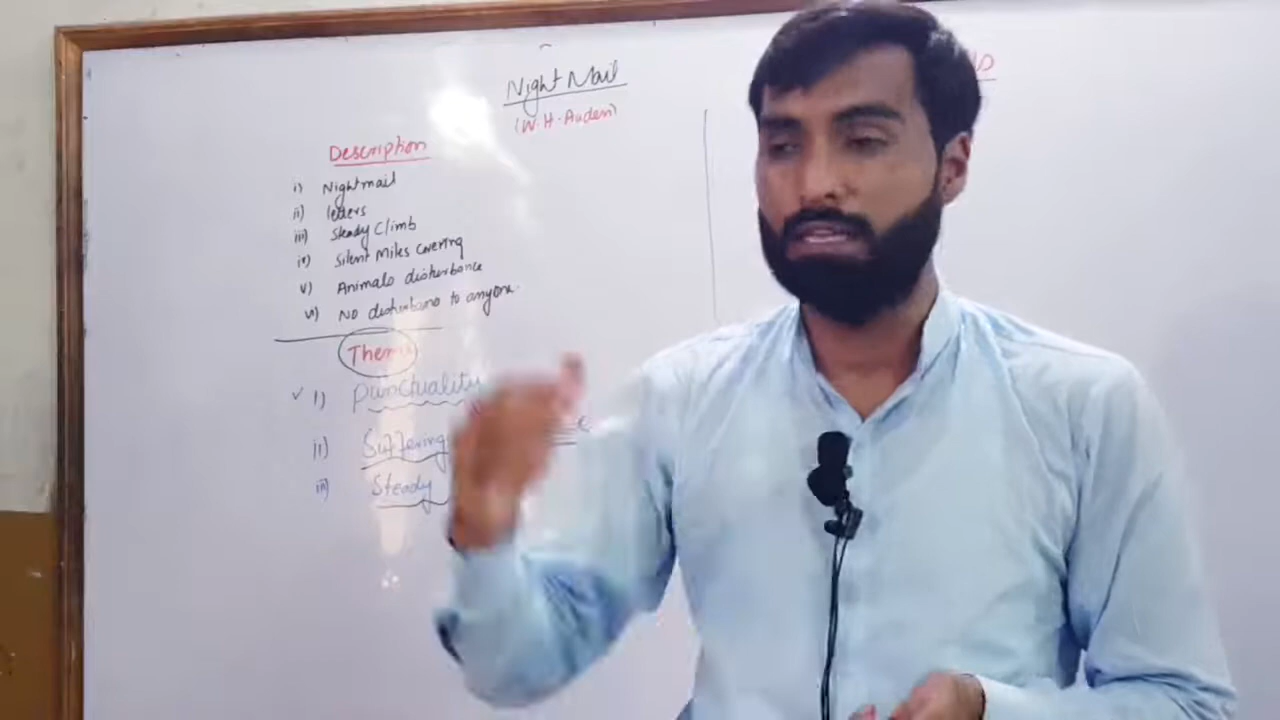 Night Mail
(W.H.Auden)
Description
i) Nightmail
ii) letters
iii) Steady Climb
iv) Silent Miles covering
v) Animals disturbance
vi) No disturbanc to anyone.
Theme
✓ i) Punctuality
ii) Suffering
iii) Steady